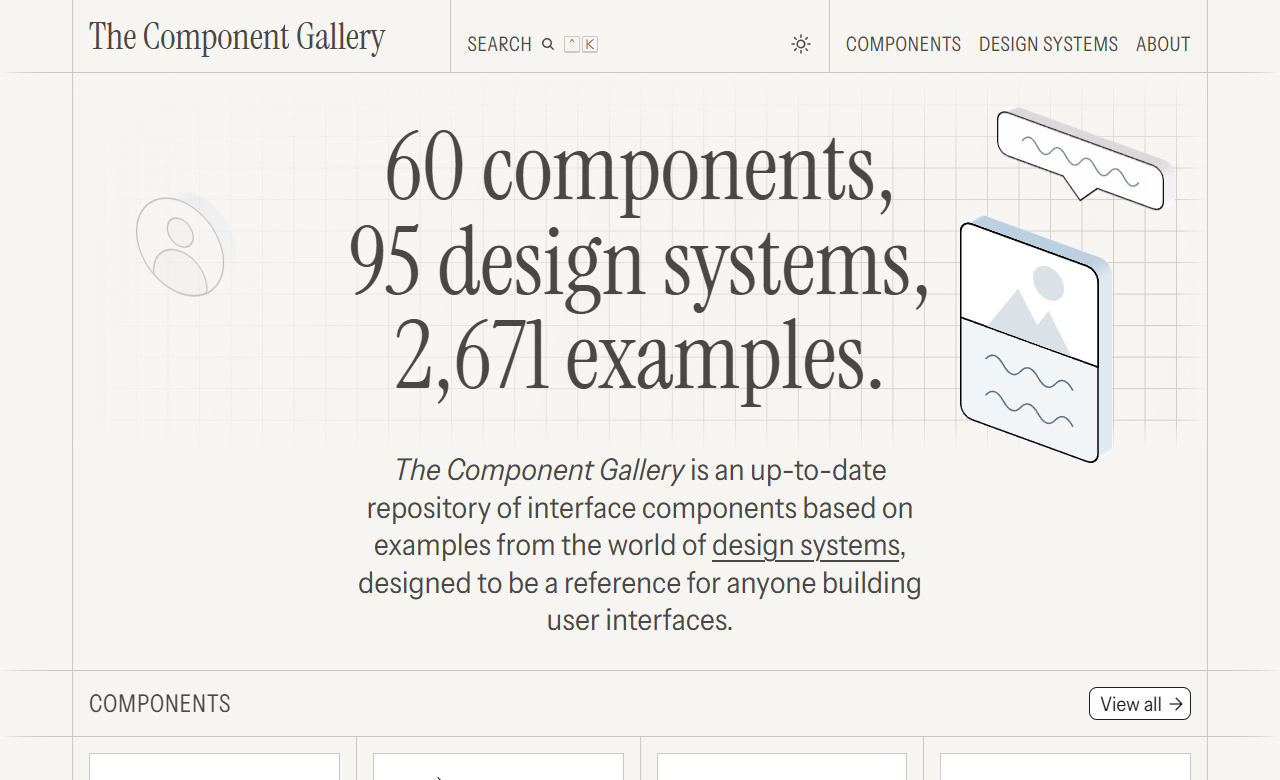 The Component Gallery
SEARCH ⌃ K
COMPONENTS DESIGN SYSTEMS ABOUT
60 components,
95 design systems,
2,671 examples.
The Component Gallery is an up-to-date
repository of interface components based on
examples from the world of design systems,
designed to be a reference for anyone building
user interfaces.
COMPONENTS
View all →